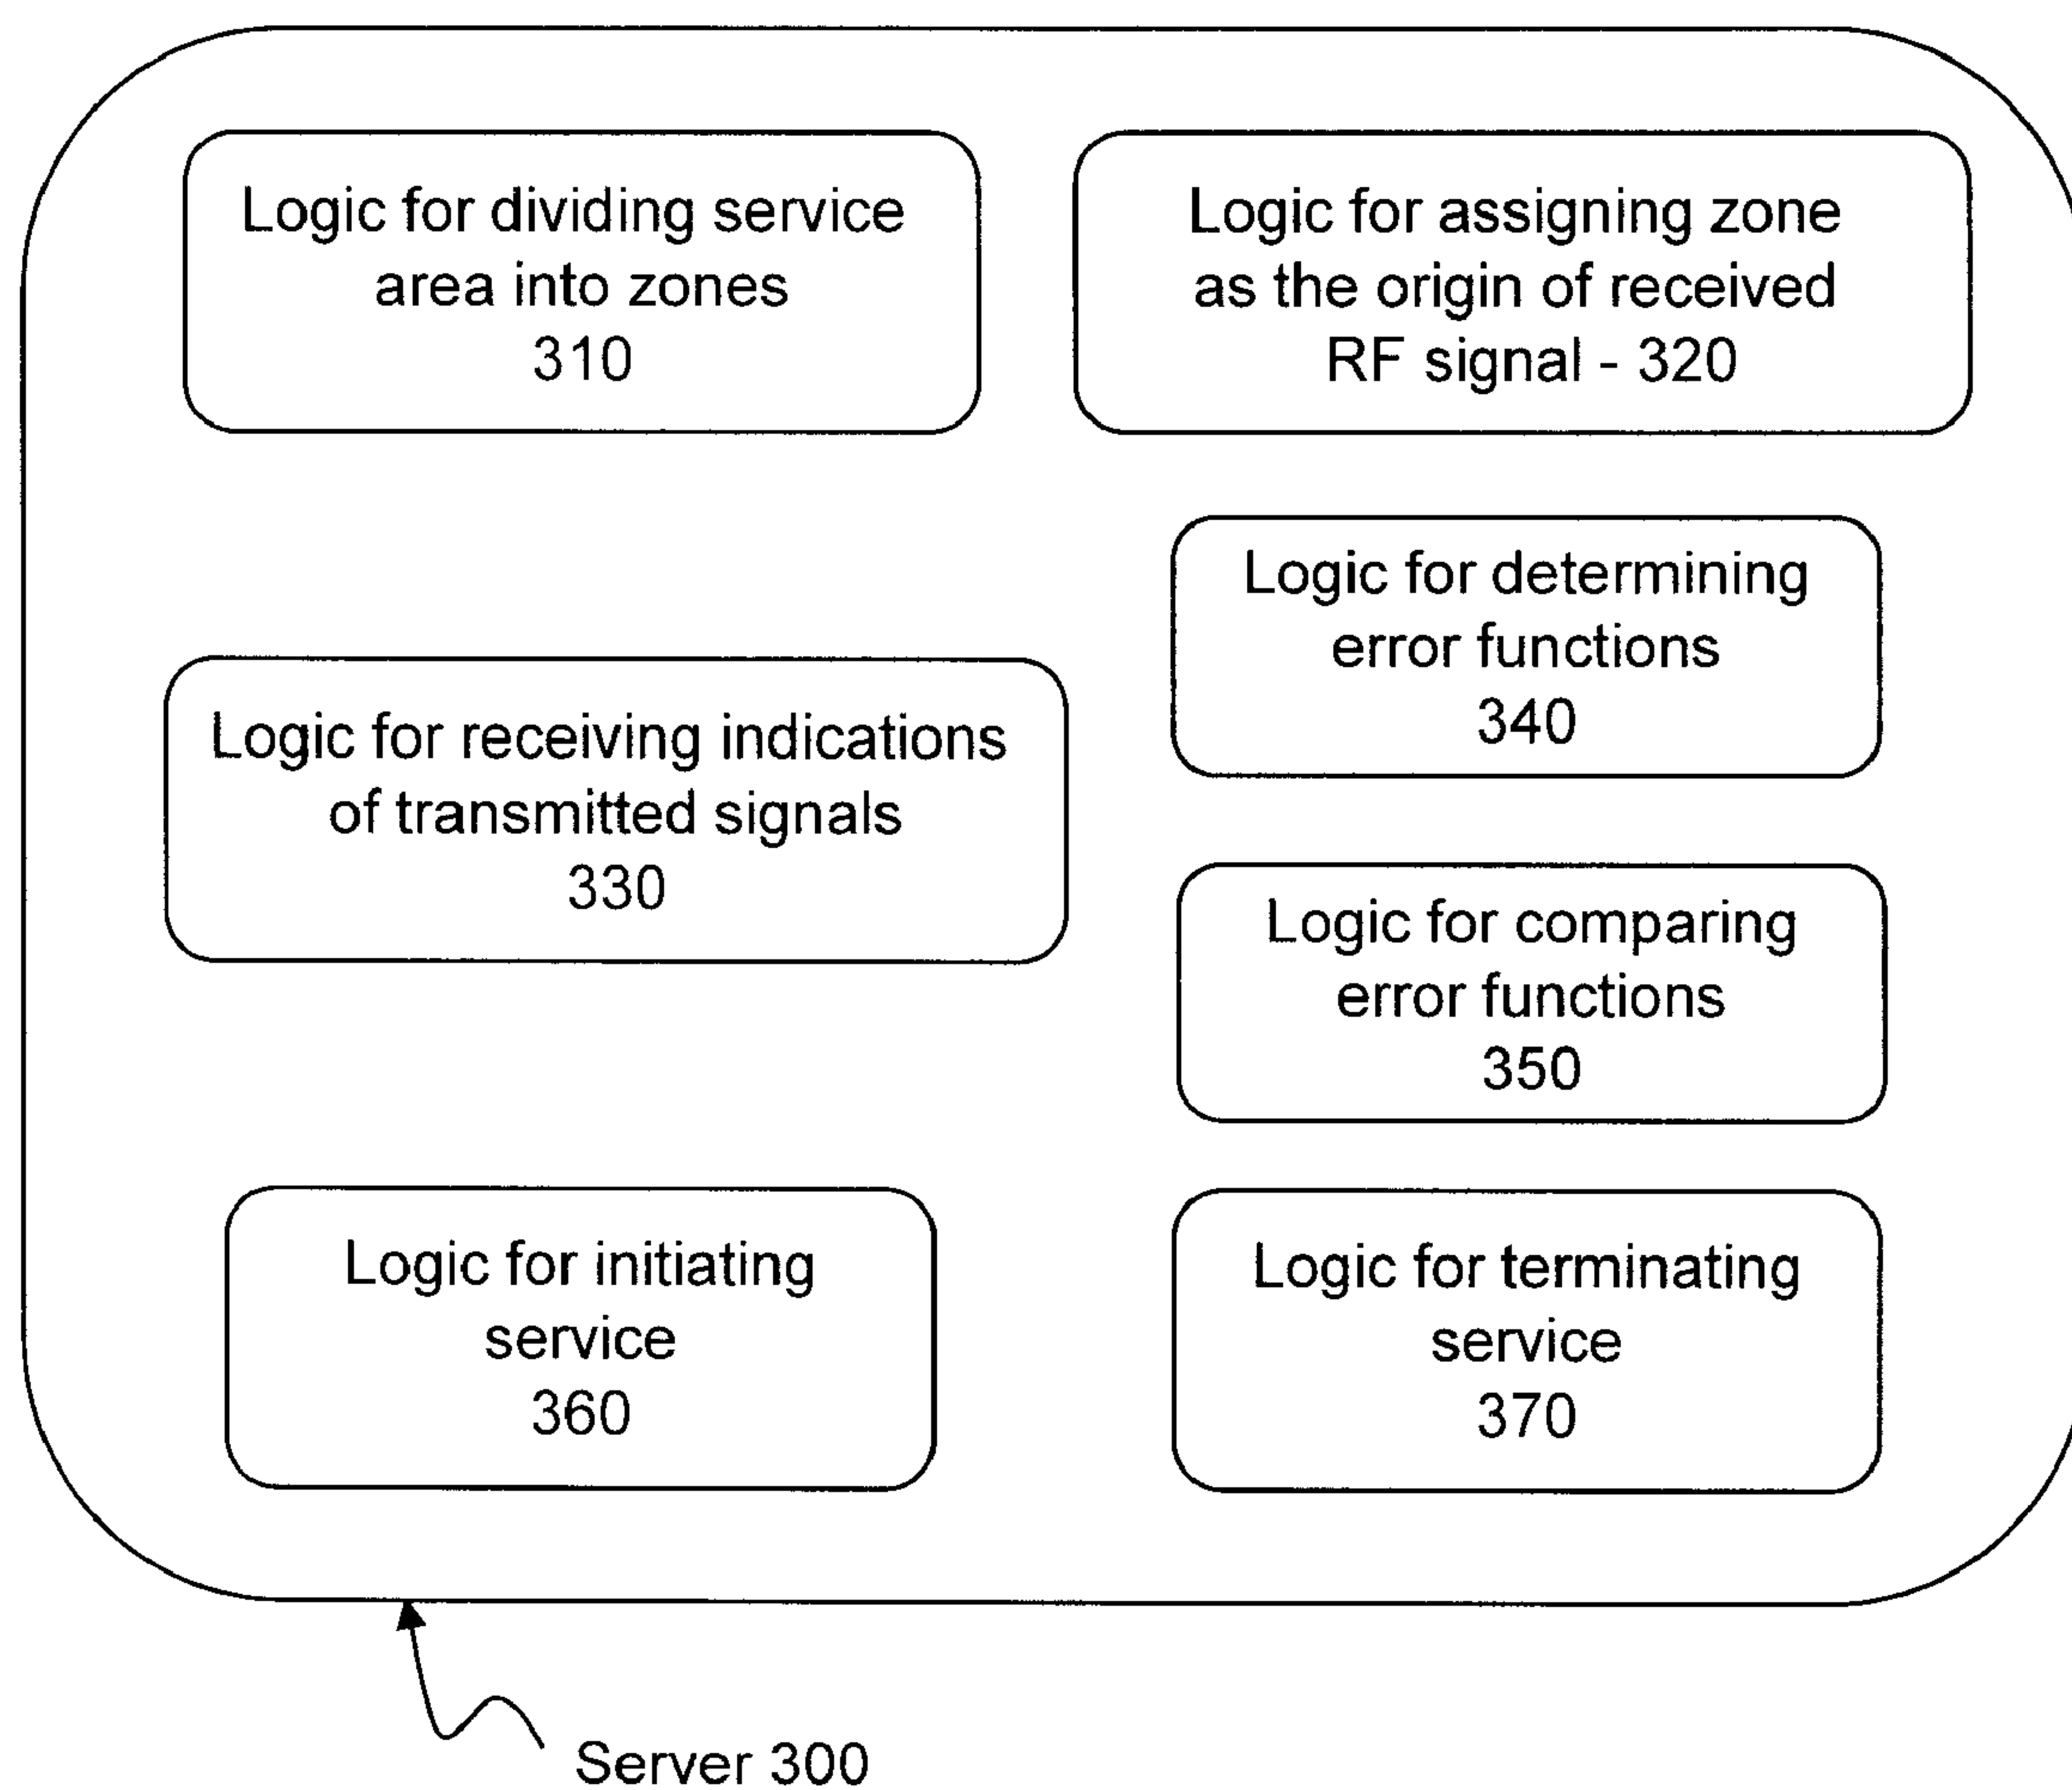 Logic for dividing service
area into zones
310
Logic for assigning zone
as the origin of received
RF signal - 320
Logic for receiving indications
of transmitted signals
330
Logic for determining
error functions
340
Logic for comparing
error functions
350
Logic for initiating
service
360
Logic for terminating
service
370
Server 300